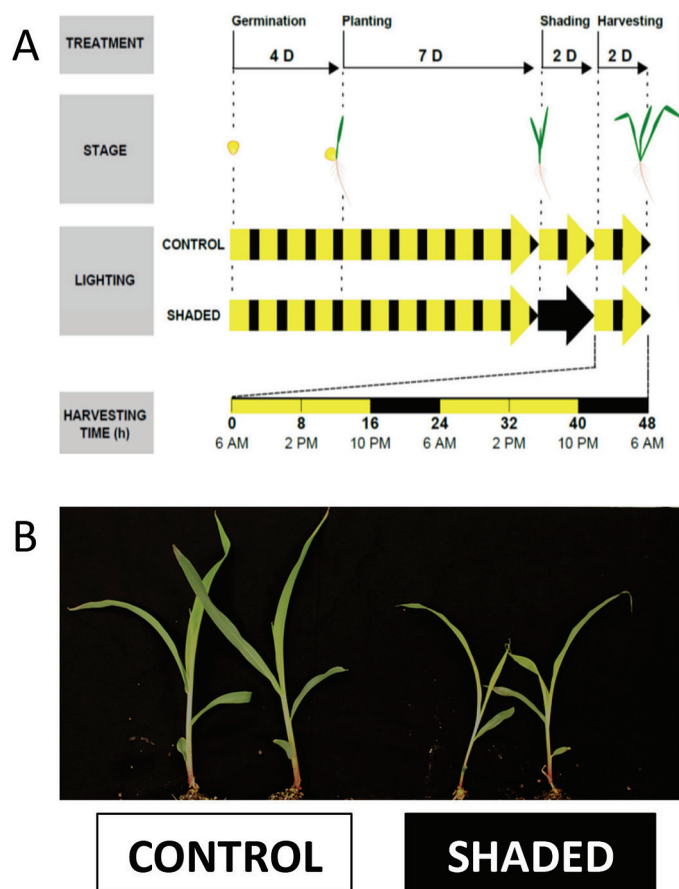 A
TREATMENT
Germination
Planting
Shading
Harvesting
4 D
7 D
2 D
2 D
STAGE
LIGHTING
CONTROL
SHADED
HARVESTING
TIME (h)
0 8 16 24 32 40 48
6 AM 2 PM 10 PM 6 AM 2 PM 10 PM 6 AM
B
CONTROL
SHADED